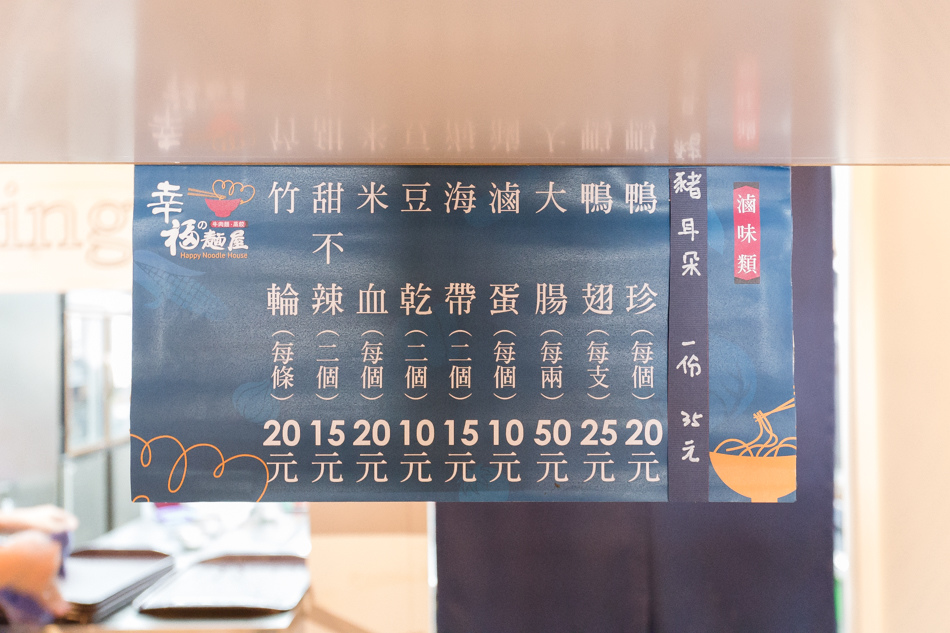 滷味類
豬耳朵 一份 35元
鴨珍(每個)20元
鴨翅(每支)25元
大腸(每兩)50元
滷蛋(每個)10元
海帶(二個)15元
豆乾(二個)10元
米血(每個)20元
甜不辣(二個)15元
竹輪(每條)20元
幸福の麵屋
Happy Noodle House
ing